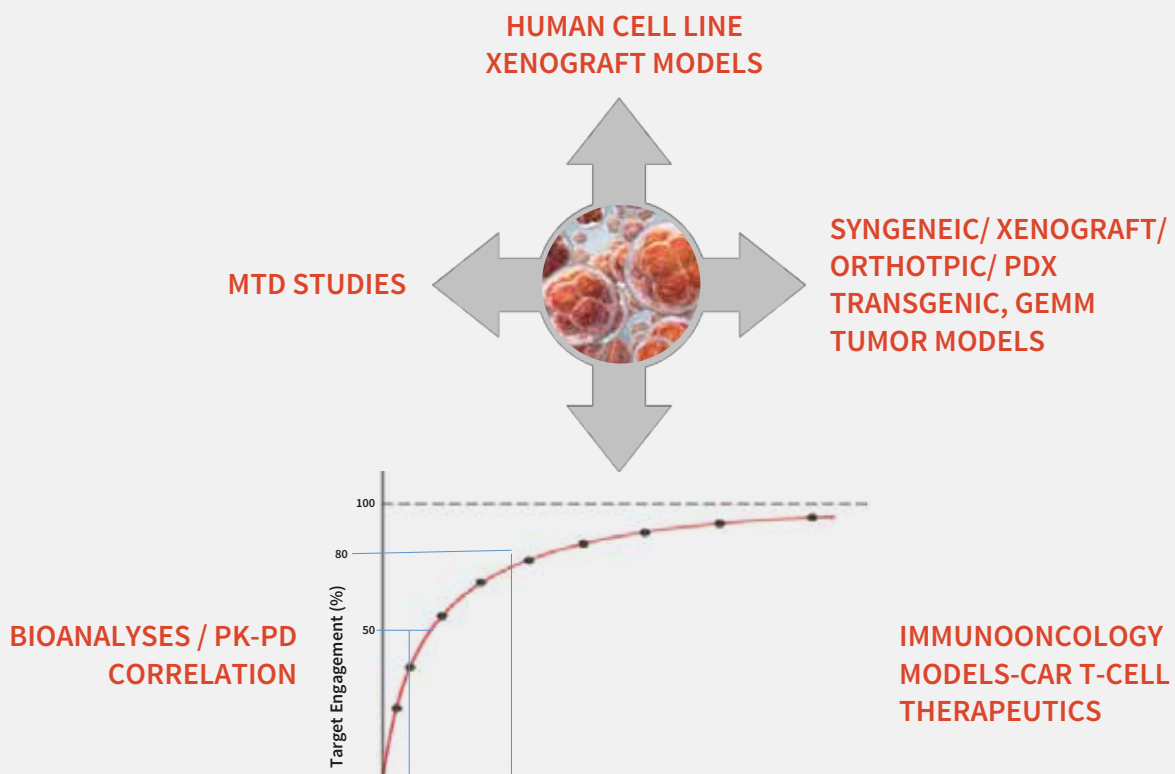 HUMAN CELL LINE
XENOGRAFT MODELS
MTD STUDIES
SYNGENEIC/ XENOGRAFT/
ORTHOTPIC/ PDX
TRANSGENIC, GEMM
TUMOR MODELS
100
80
50
Target Engagement (%)
BIOANALYSES / PK-PD
CORRELATION
IMMUNOONCOLOGY
MODELS-CAR T-CELL
THERAPEUTICS